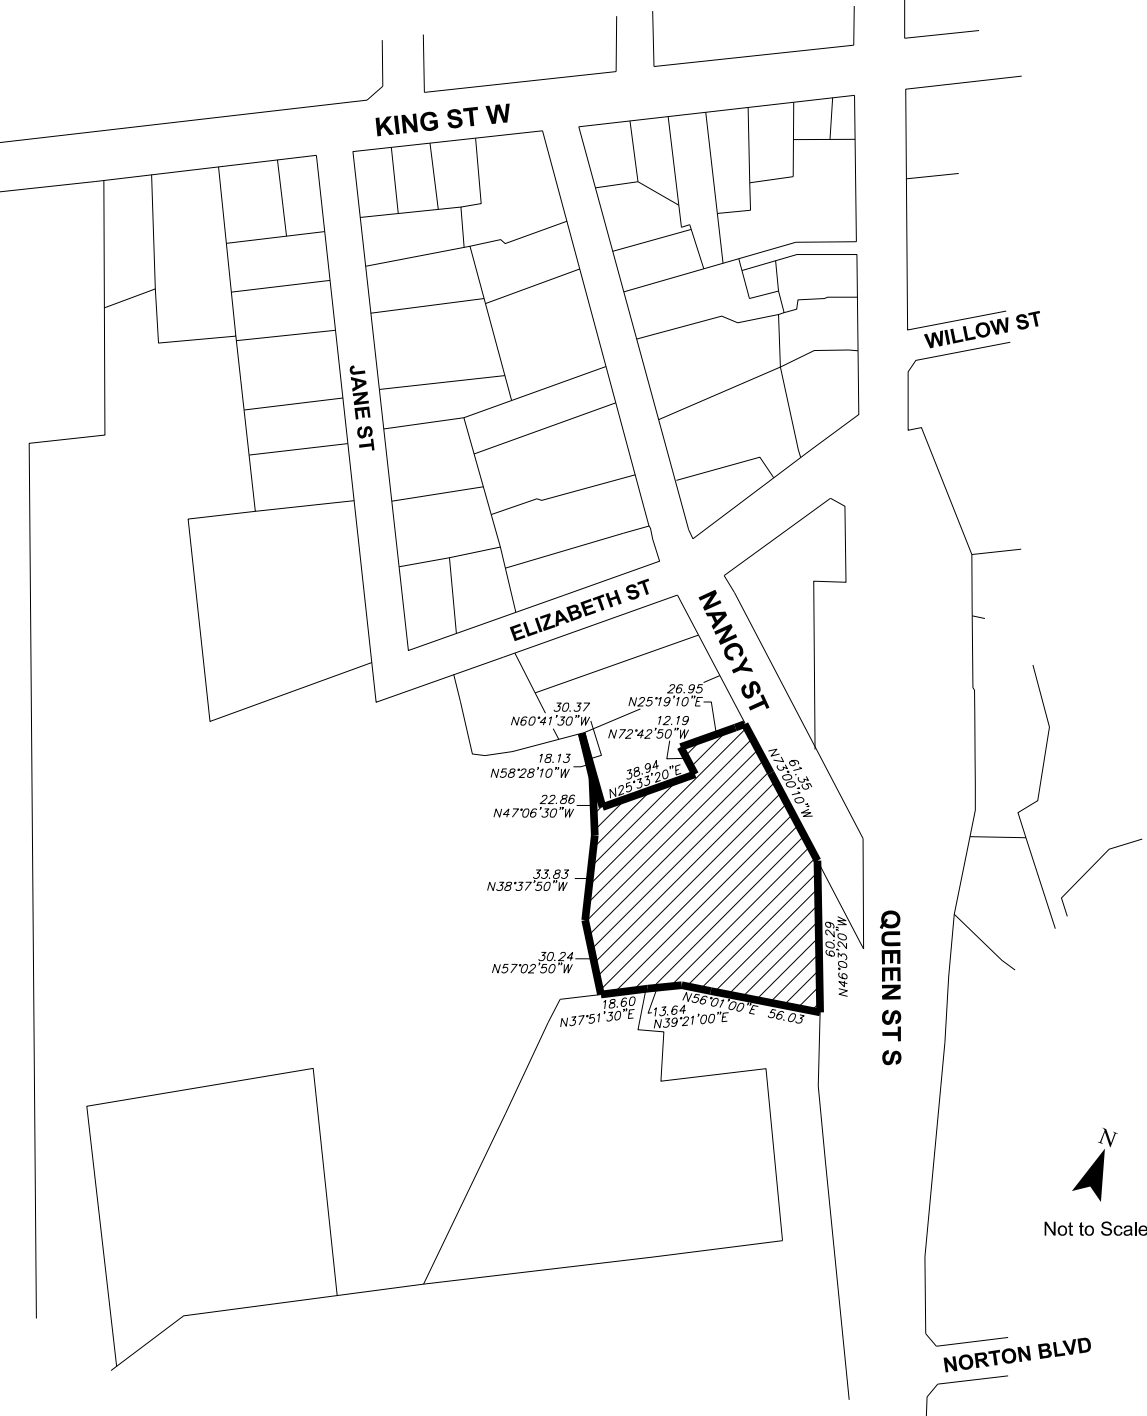 KING ST W
WILLOW ST
JANE ST
ELIZABETH ST
NANCY ST
26.95
N25°19'10"E
30.37
N60°41'30"W
12.19
N72°42'50"W
18.13
N58°28'10"W
38.94
N25°33'20"E
61.35
N73°00'10"W
22.86
N47°06'30"W
33.83
N38°37'50"W
30.24
N57°02'50"W
60.29
N46°03'20"W
QUEEN ST S
18.60
N37°51'30"E
13.64
N39°21'00"E
N56°01'00"E
56.03
N
Not to Scale
NORTON BLVD